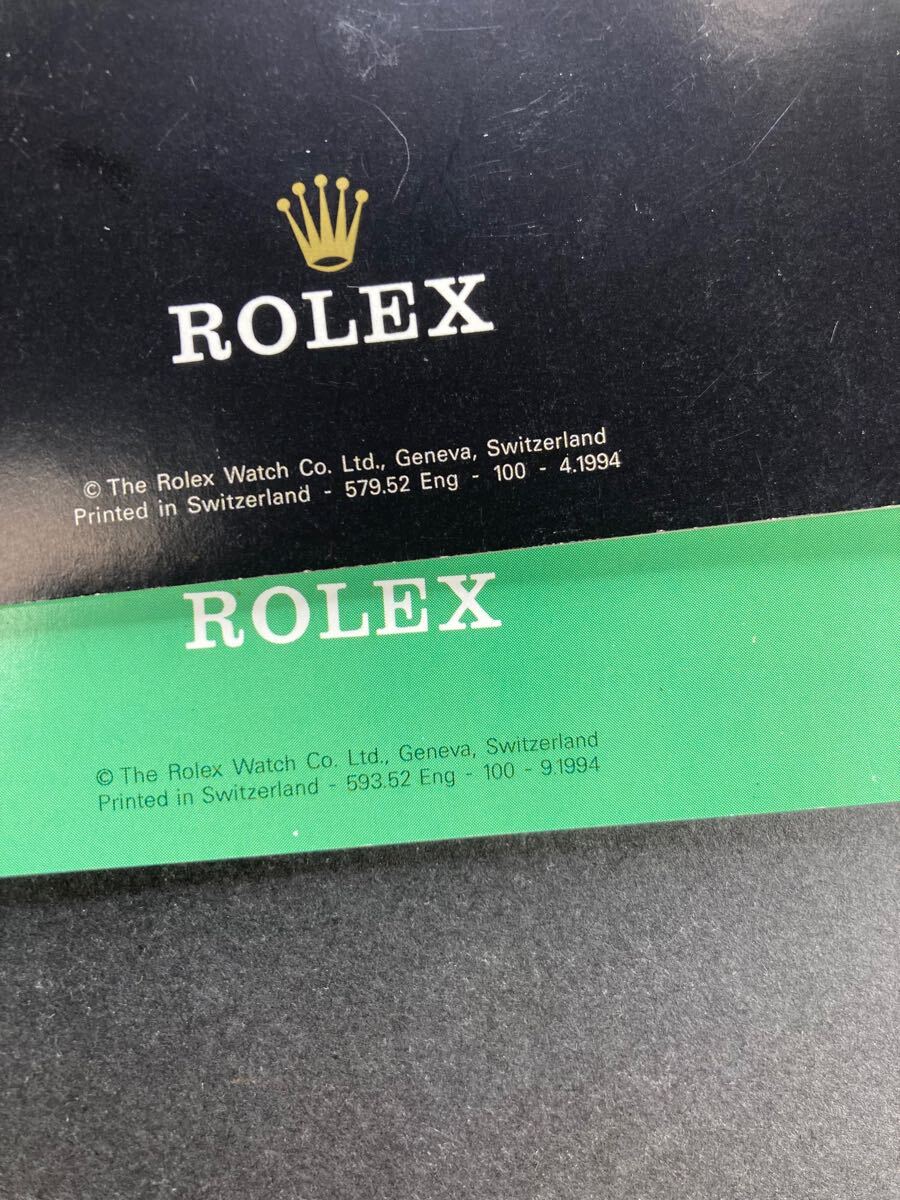 ROLEX
© The Rolex Watch Co. Ltd., Geneva, Switzerland
Printed in Switzerland - 579.52 Eng - 100 - 4.1994
ROLEX
© The Rolex Watch Co. Ltd., Geneva, Switzerland
Printed in Switzerland - 593.52 Eng - 100 - 9.1994